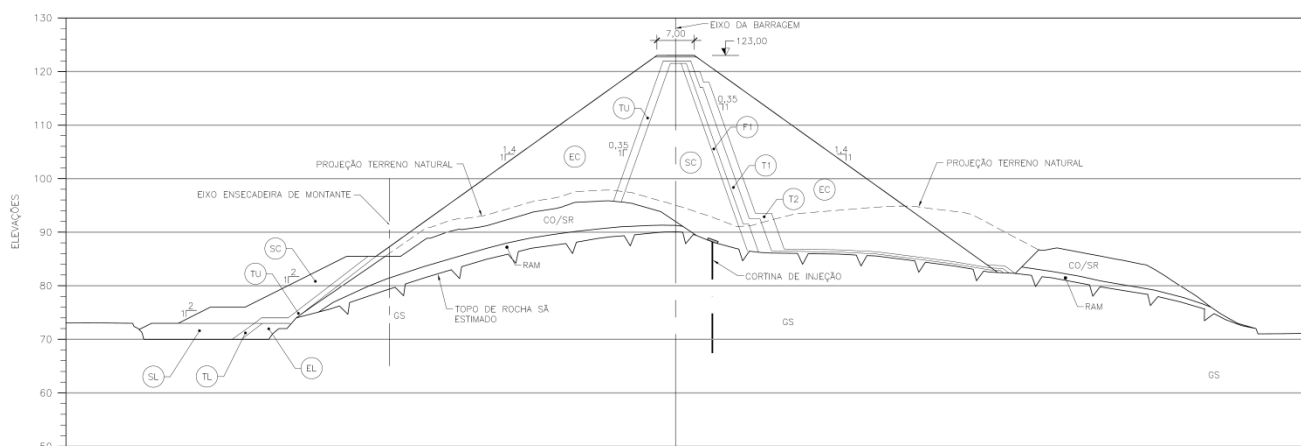 130
EIXO DA BARRAGEM
7,00
123,00
120
TU
0,35
1
F1
110
1,4
1
EC
0,35
1
SC
1,4
1
PROJEÇÃO TERRENO NATURAL
T1
EC
PROJEÇÃO TERRENO NATURAL
100
EIXO ENSECADEIRA DE MONTANTE
T2
ELEVAÇÕES
CO/SR
90
SC
RAM
CORTINA DE INJEÇÃO
CO/SR
TU
2
1
80
TOPO DE ROCHA SÃ
ESTIMADO
RAM
2
1
GS
GS
70
SL
TL
EL
GS
60
50